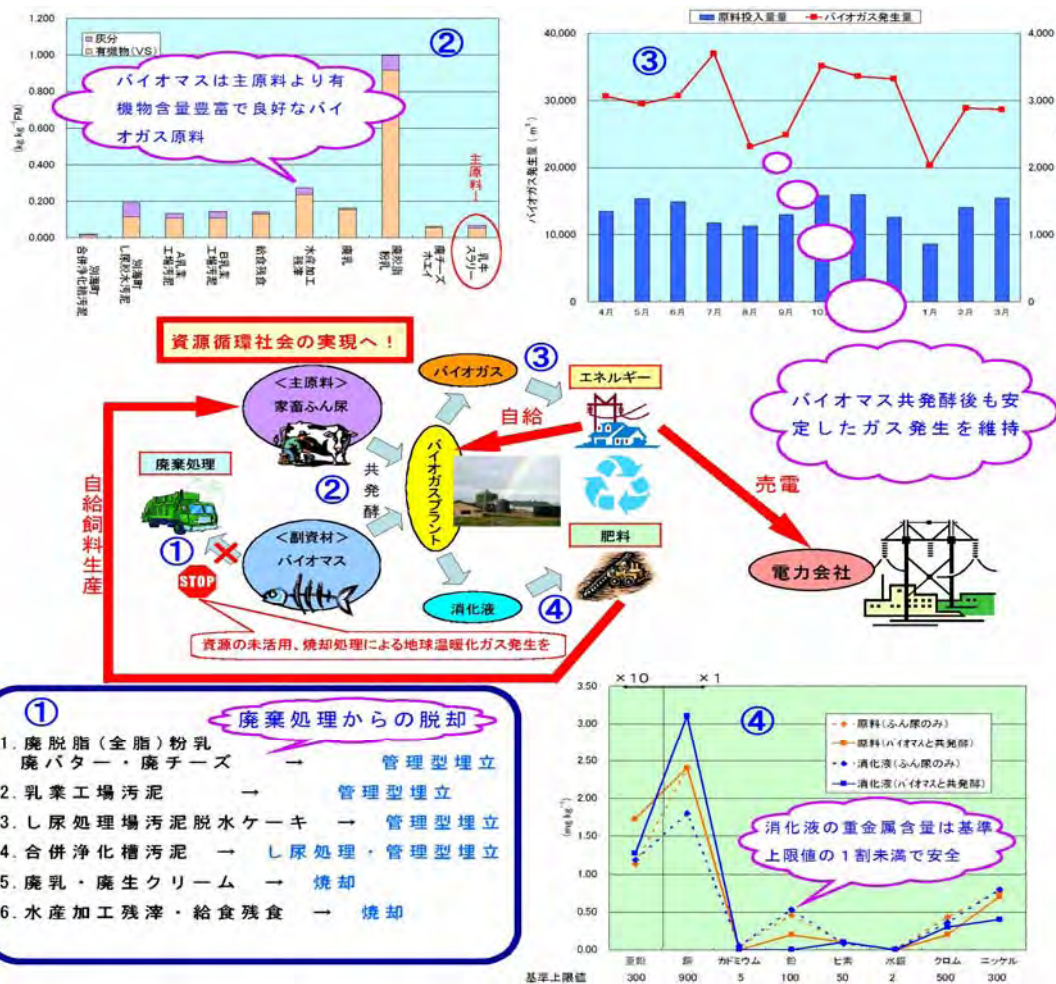 ②
1.200
1.000
0.800
0.600
0.400
0.200
0.000
(kg kg⁻¹FM)
灰分
有機物(VS)
バイオマスは主原料より有
機物含量豊富で良好なバイ
オガス原料
主原料↓
別海町
合併浄化槽汚泥
別海町
し尿脱水汚泥
A乳業
工場汚泥
B乳業
工場汚泥
給食残食
水産加工
残滓
廃乳
廃脱脂
粉乳
廃チーズ
ホエイ
乳牛
スラリー
原料投入量量
バイオガス発生量
③
40,000
30,000
20,000
10,000
0
バイオガス発生量(m³)
4,000
3,000
2,000
1,000
0
4月
5月
6月
7月
8月
9月
1月
2月
3月
資源循環社会の実現へ!
<主原料>
家畜ふん尿
バイオガス
③
エネルギー
自給
バイオマス共発酵後も安
定したガス発生を維持
廃棄処理
②
共発酵
バイオガスプラント
自給飼料生産
売電
①
<副資材>
バイオマス
STOP
肥料
電力会社
消化液
④
資源の未活用、焼却処理による地球温暖化ガス発生を
①
廃棄処理からの脱却
1.廃脱脂(全脂)粉乳
廃バター・廃チーズ → 管理型埋立
2.乳業工場汚泥 → 管理型埋立
3.し尿処理場汚泥脱水ケーキ → 管理型埋立
4.合併浄化槽汚泥 → し尿処理・管理型埋立
5.廃乳・廃生クリーム → 焼却
6.水産加工残滓・給食残食 → 焼却
×10 ×1
④
3.50
3.00
2.50
2.00
1.50
1.00
0.50
0.00
(mg kg⁻¹)
原料(ふん尿のみ)
原料(バイオマスと共発酵)
消化液(ふん尿のみ)
消化液(バイオマスと共発酵)
消化液の重金属含量は基準
上限値の1割未満で安全
亜鉛 銅 カドミウム 鉛 ヒ素 水銀 クロム ニッケル
基準上限値 300 900 5 100 50 2 500 300